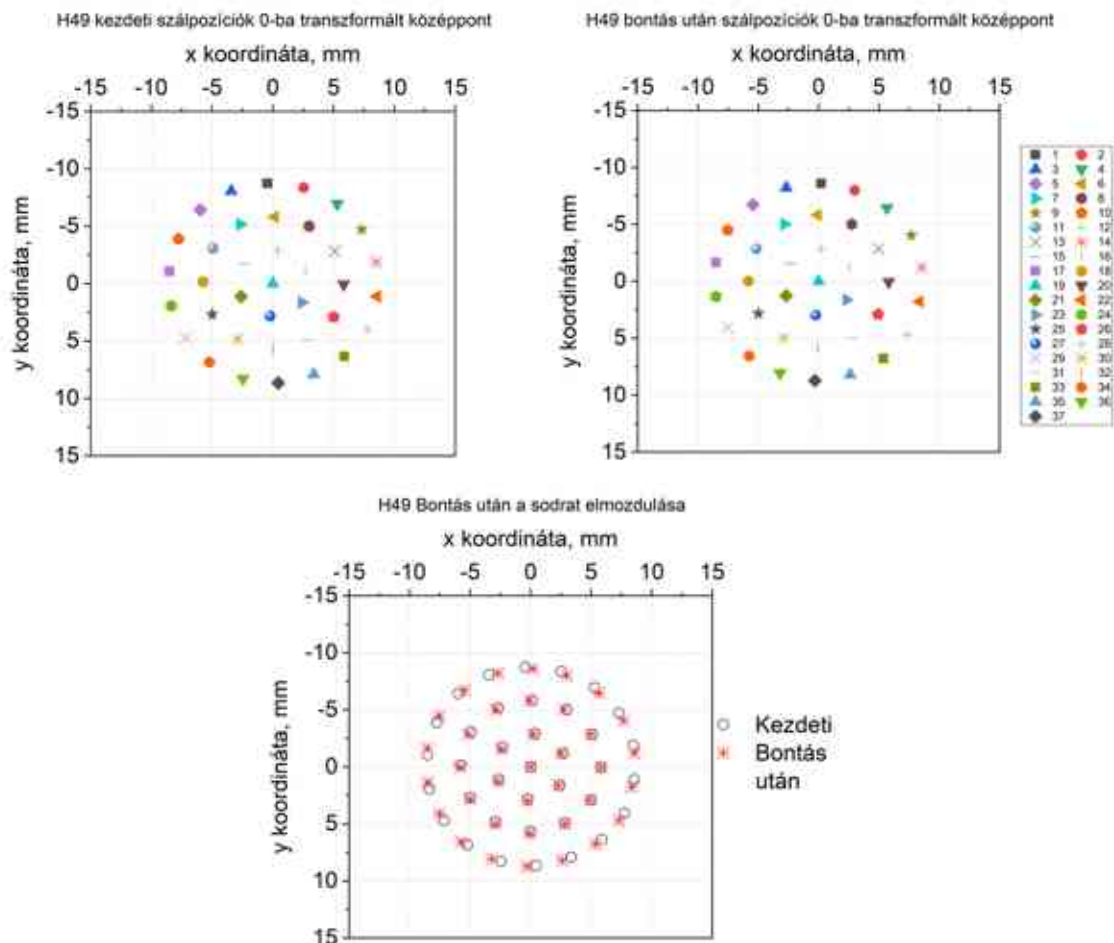 H49 kezdeti szálpozíciók 0-ba transzformált középpont
x koordináta, mm
-15 -10 -5 0 5 10 15
-15
-10
-5
0
5
10
15
y koordináta, mm
H49 bontás után szálpozíciók 0-ba transzformált középpont
x koordináta, mm
-15 -10 -5 0 5 10 15
-15
-10
-5
0
5
10
15
y koordináta, mm
1 2
3 4
5 6
7 8
9 10
11 12
13 14
15 16
17 18
19 20
21 22
23 24
25 26
27 28
29 30
31 32
33 34
35 36
37
H49 Bontás után a sodrat elmozdulása
x koordináta, mm
-15 -10 -5 0 5 10 15
-15
-10
-5
0
5
10
15
y koordináta, mm
Kezdeti
Bontás
után